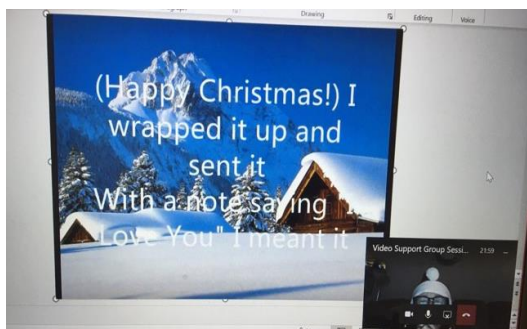 Drawing
Editing
Voice
(Happy Christmas!) I
wrapped it up and
sent it
With a note saying
Love You" I meant it
Video Support Group Sessi...
21:59